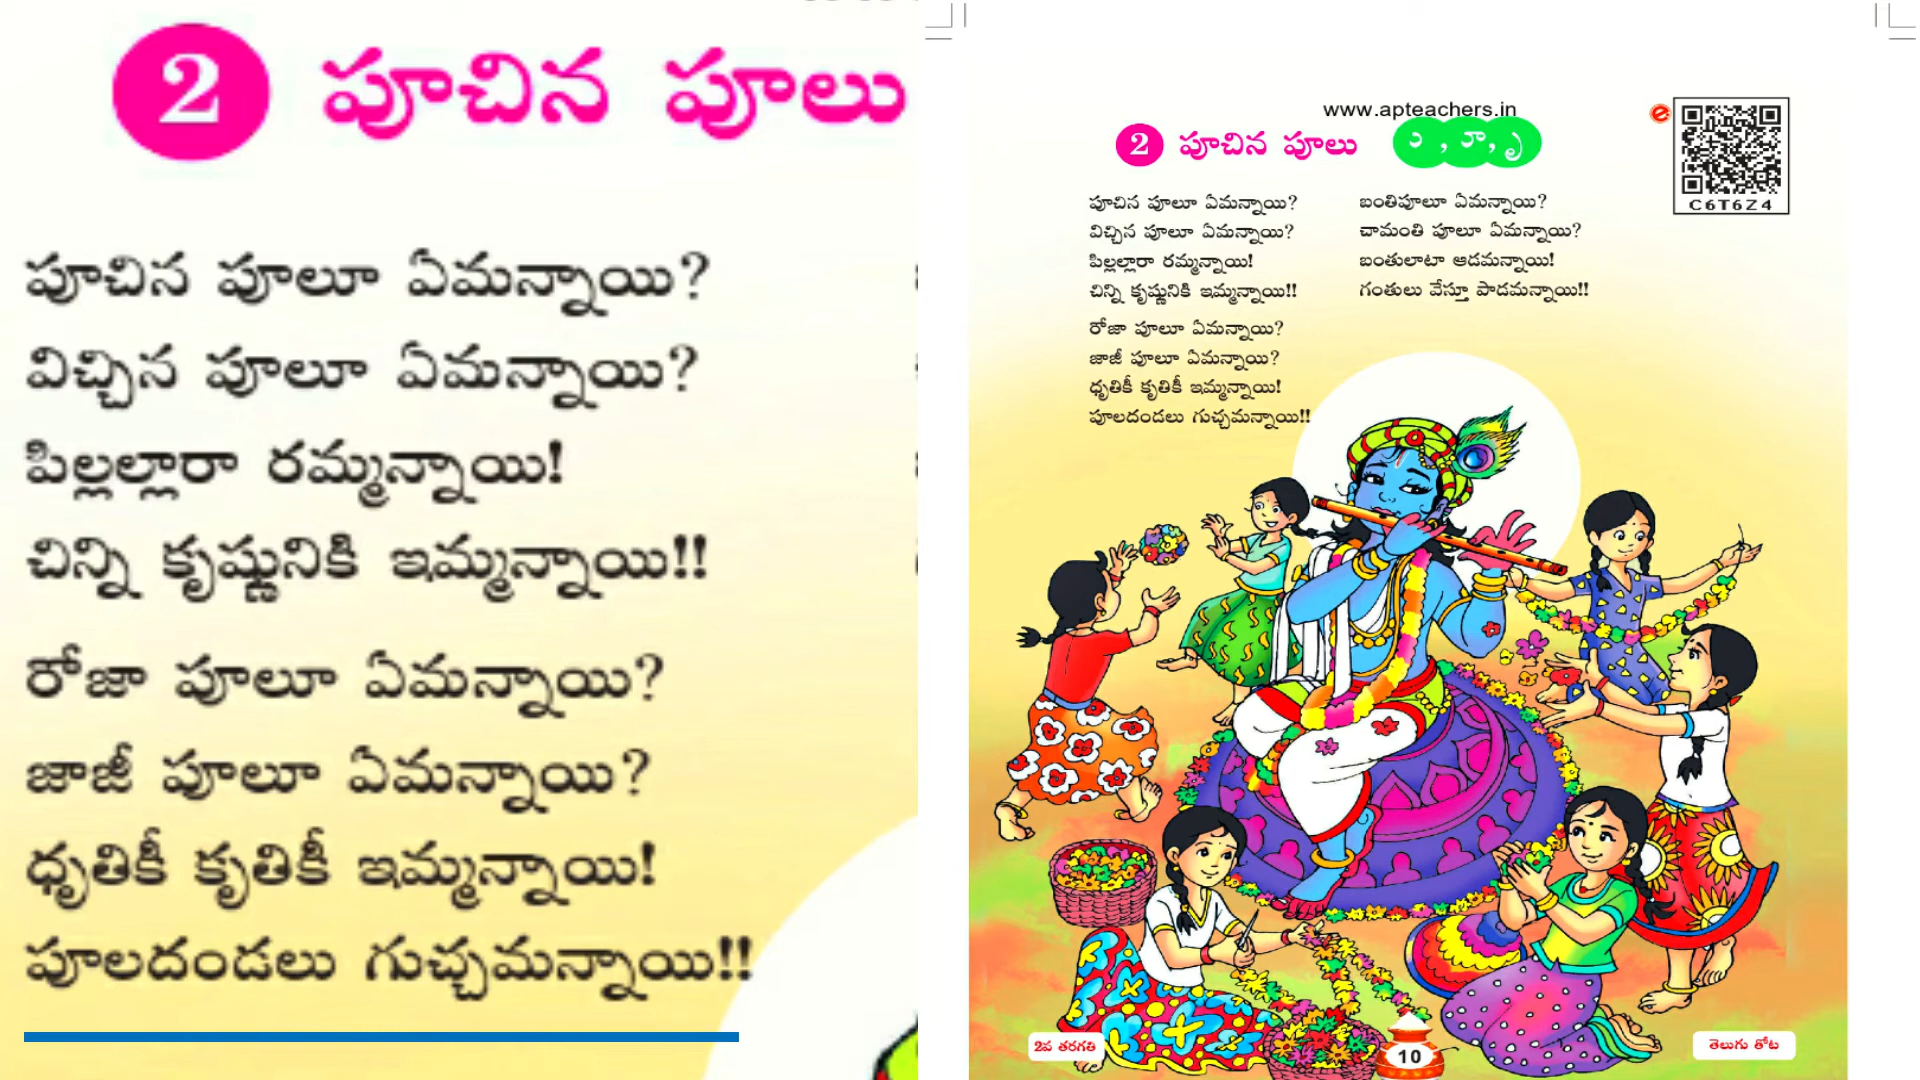 2 పూచిన పూలు
పూచిన పూలూ ఏమన్నాయి?
విచ్చిన పూలూ ఏమన్నాయి?
పిల్లల్లారా రమ్మన్నాయి!
చిన్ని కృష్ణునికి ఇమ్మన్నాయి!!
రోజా పూలూ ఏమన్నాయి?
జాజీ పూలూ ఏమన్నాయి?
ధృతికీ కృతికీ ఇమ్మన్నాయి!
పూలదండలు గుచ్చమన్నాయి!!
www.apteachers.in
2 పూచిన పూలు ు , ూ, ృ
C6T6Z4
పూచిన పూలూ ఏమన్నాయి?
విచ్చిన పూలూ ఏమన్నాయి?
పిల్లల్లారా రమ్మన్నాయి!
చిన్ని కృష్ణునికి ఇమ్మన్నాయి!!
రోజా పూలూ ఏమన్నాయి?
జాజీ పూలూ ఏమన్నాయి?
ధృతికీ కృతికీ ఇమ్మన్నాయి!
పూలదండలు గుచ్చమన్నాయి!!
బంతిపూలూ ఏమన్నాయి?
చామంతి పూలూ ఏమన్నాయి?
బంతులాటా ఆడమన్నాయి!
గంతులు వేస్తూ పాడమన్నాయి!!
2వ తరగతి
10
తెలుగు తోట